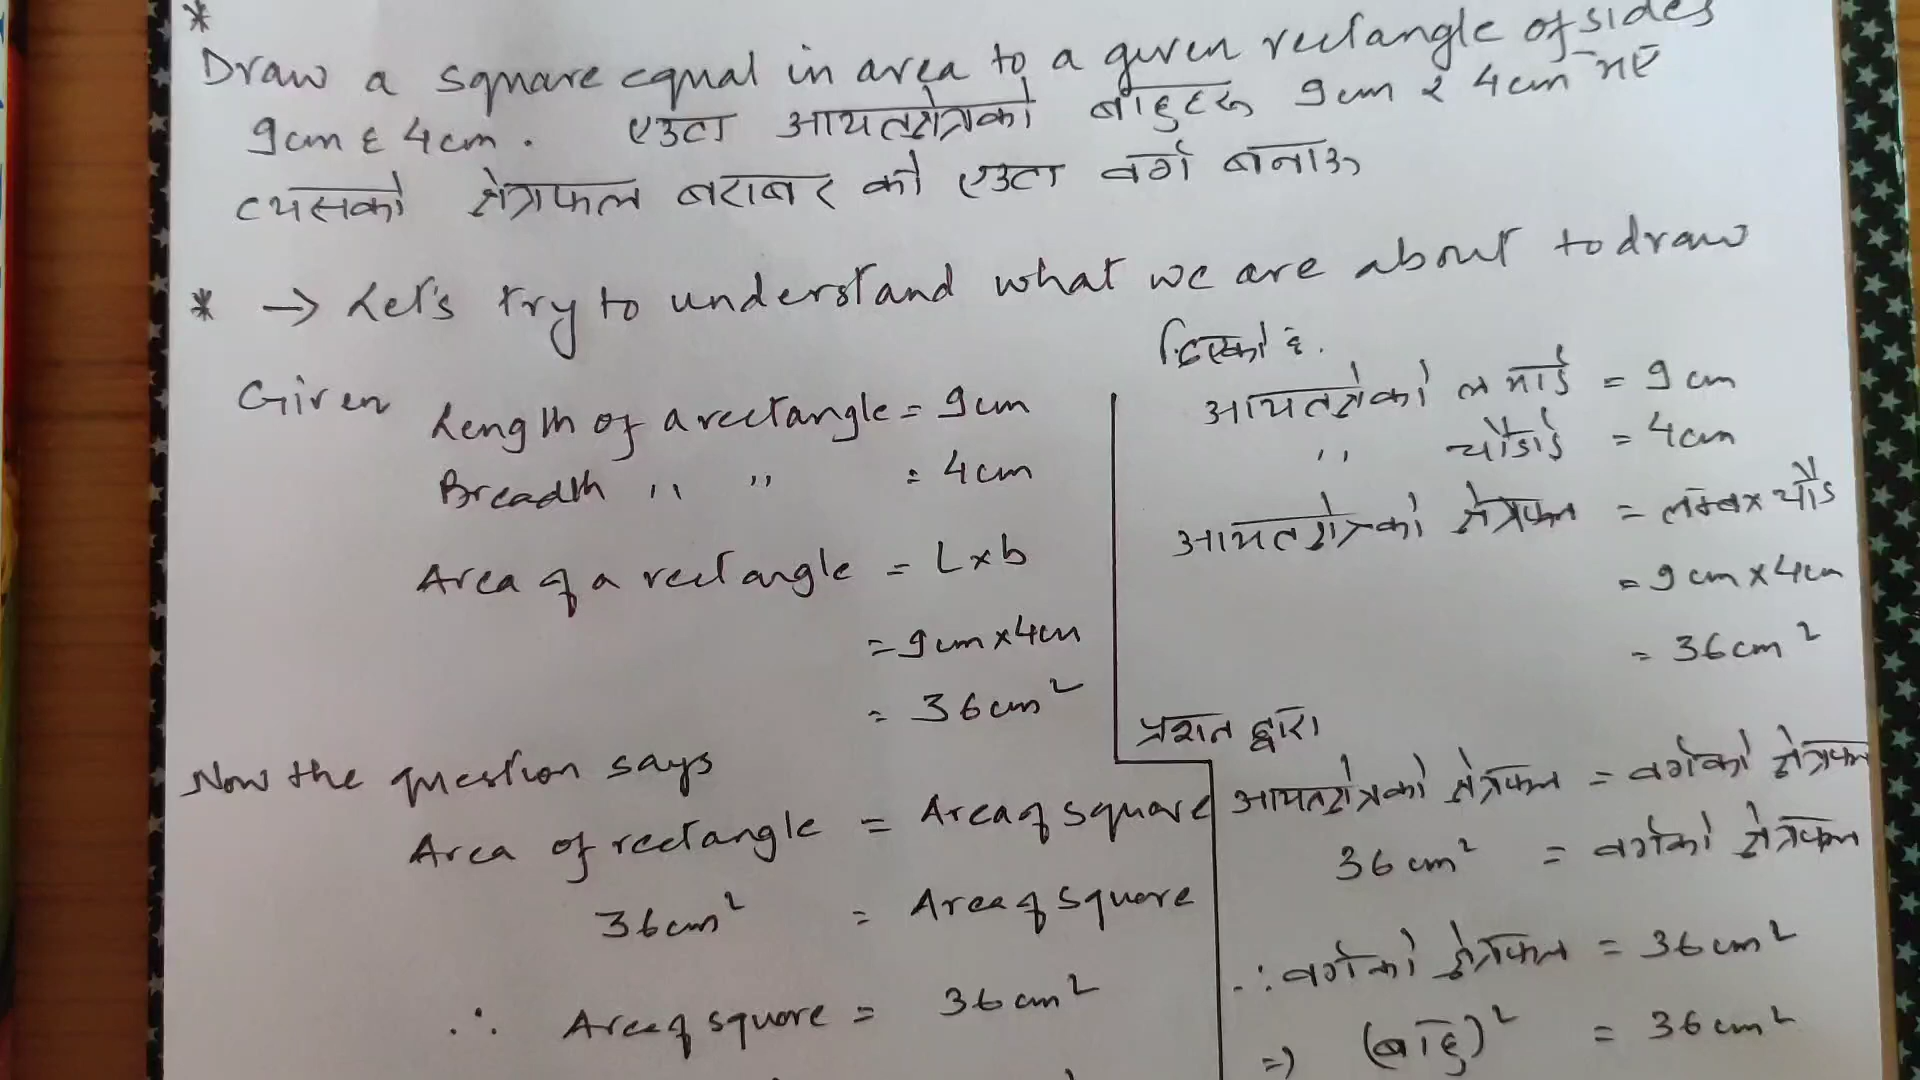 *
Draw a square equal in area to a given rectangle of sides
9cm & 4cm. एउटा आयतक्षेत्रको बाहुहरू 9cm र 4cm भए
त्यसको क्षेत्रफल बराबर को एउटा वर्ग बनाऊ
* → Let's try to understand what we are about to draw
Given Length of a rectangle = 9cm
Breadth ,, ,, = 4cm
Area of a rectangle = L×b
= 9cm×4cm
= 36cm²
Now the question says
Area of rectangle = Area of square
36cm² = Area of square
∴ Area of square = 36cm²
दिएको छ.
आयतक्षेत्रको लम्बाई = 9cm
,, चौडाई = 4cm
आयतक्षेत्रको क्षेत्रफल = लम्ब× चौड
= 9cm×4cm
= 36cm²
प्रश्न द्वारा
आयतक्षेत्रको क्षेत्रफल = वर्गको क्षेत्रफल
36cm² = वर्गको क्षेत्रफल
∴ वर्गको क्षेत्रफल = 36cm²
=) (बाहु)² = 36cm²